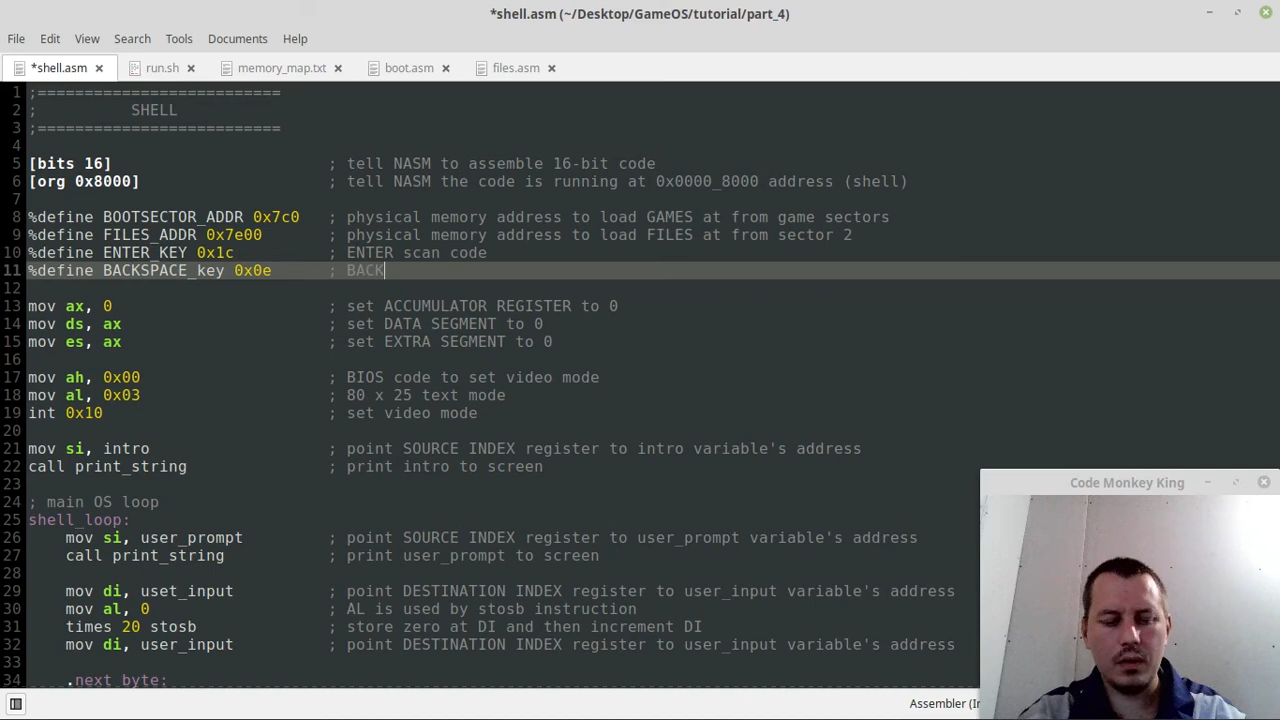 *shell.asm (~/Desktop/GameOS/tutorial/part_4)
File Edit View Search Tools Documents Help
*shell.asm run.sh memory_map.txt boot.asm files.asm
1 ;==========================
2 ; SHELL
3 ;==========================
4
5 [bits 16] ; tell NASM to assemble 16-bit code
6 [org 0x8000] ; tell NASM the code is running at 0x0000_8000 address (shell)
7
8 %define BOOTSECTOR_ADDR 0x7c0 ; physical memory address to load GAMES at from game sectors
9 %define FILES_ADDR 0x7e00 ; physical memory address to load FILES at from sector 2
10 %define ENTER_KEY 0x1c ; ENTER scan code
11 %define BACKSPACE_key 0x0e ; BACK
12
13 mov ax, 0 ; set ACCUMULATOR REGISTER to 0
14 mov ds, ax ; set DATA SEGMENT to 0
15 mov es, ax ; set EXTRA SEGMENT to 0
16
17 mov ah, 0x00 ; BIOS code to set video mode
18 mov al, 0x03 ; 80 x 25 text mode
19 int 0x10 ; set video mode
20
21 mov si, intro ; point SOURCE INDEX register to intro variable's address
22 call print_string ; print intro to screen
23
24 ; main OS loop
25 shell_loop:
26 mov si, user_prompt ; point SOURCE INDEX register to user_prompt variable's address
27 call print_string ; print user_prompt to screen
28
29 mov di, uset_input ; point DESTINATION INDEX register to user_input variable's address
30 mov al, 0 ; AL is used by stosb instruction
31 times 20 stosb ; store zero at DI and then increment DI
32 mov di, user_input ; point DESTINATION INDEX register to user_input variable's address
33
34 .next_byte:
Code Monkey King
Assembler (In